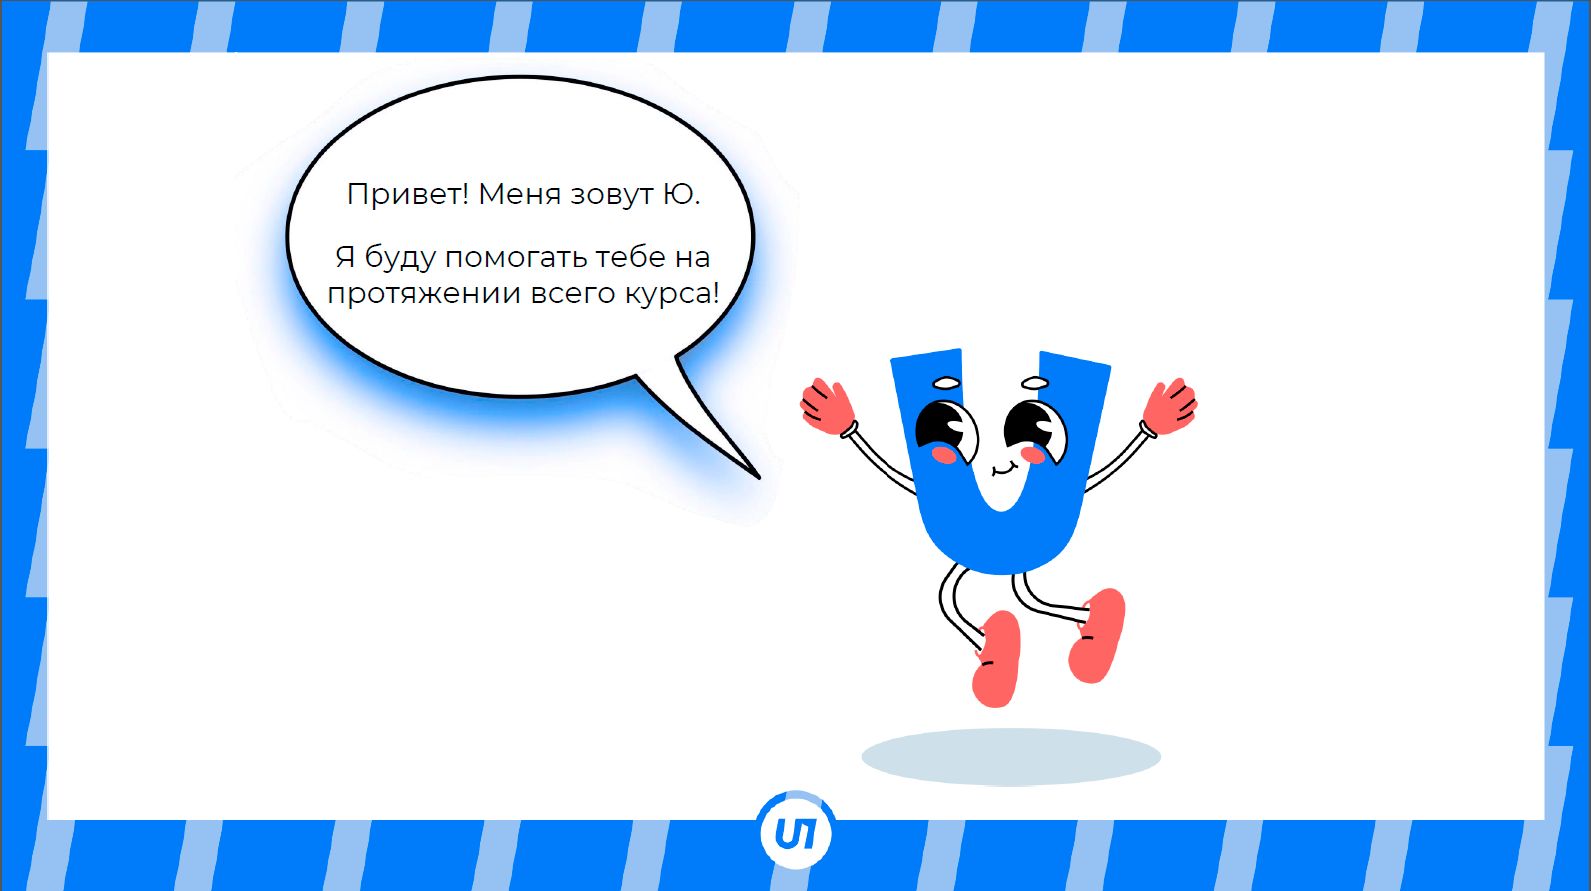 Привет! Меня зовут Ю.
Я буду помогать тебе на
протяжении всего курса!